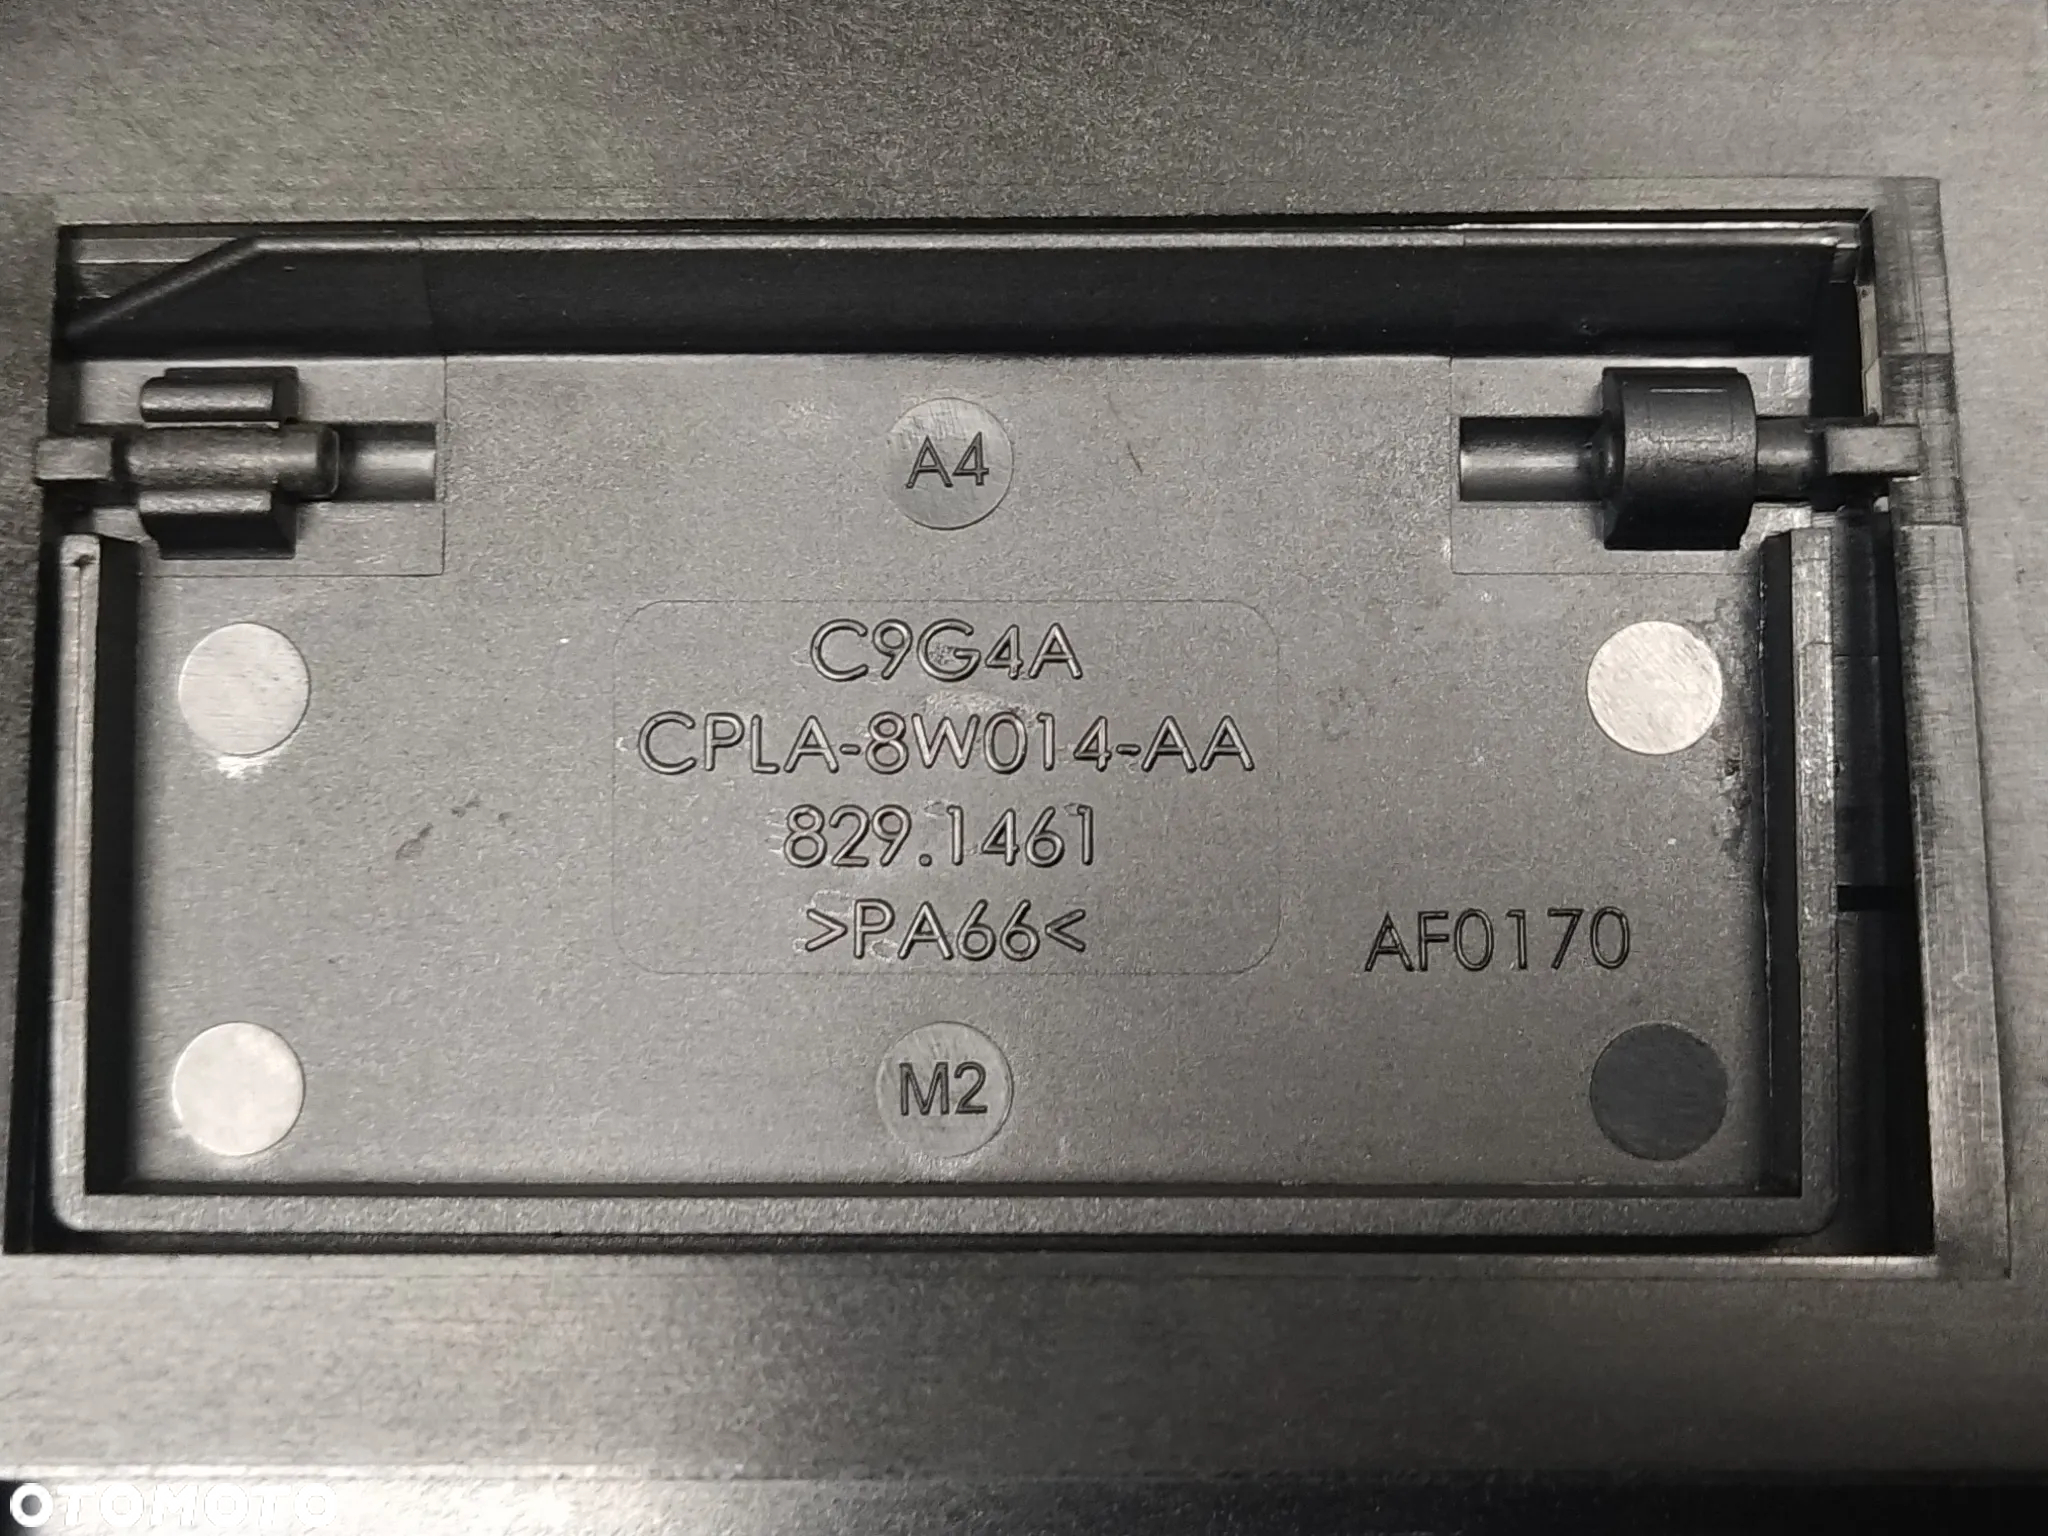 A4
C9G4A
CPLA-8W014-AA
829.1461
>PA66<
AF0170
M2
OTOMOTO